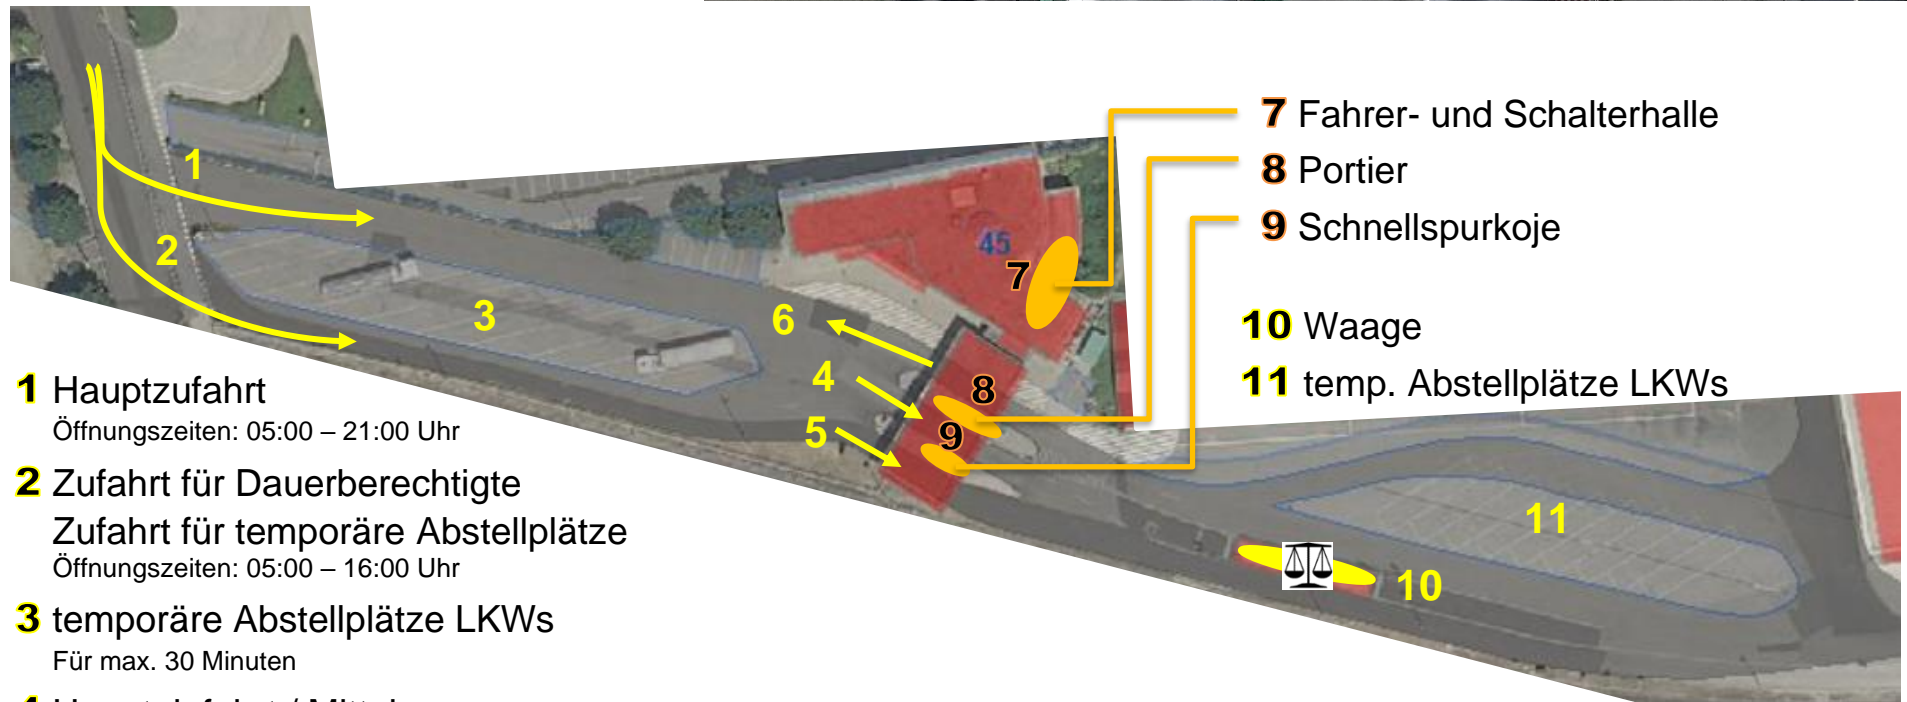 1
2
3
6
4
5
45
7
8
9
10
11
7 Fahrer- und Schalterhalle
8 Portier
9 Schnellspurkoje
10 Waage
11 temp. Abstellplätze LKWs
1 Hauptzufahrt
Öffnungszeiten: 05:00 – 21:00 Uhr
2 Zufahrt für Dauerberechtigte
Zufahrt für temporäre Abstellplätze
Öffnungszeiten: 05:00 – 16:00 Uhr
3 temporäre Abstellplätze LKWs
Für max. 30 Minuten